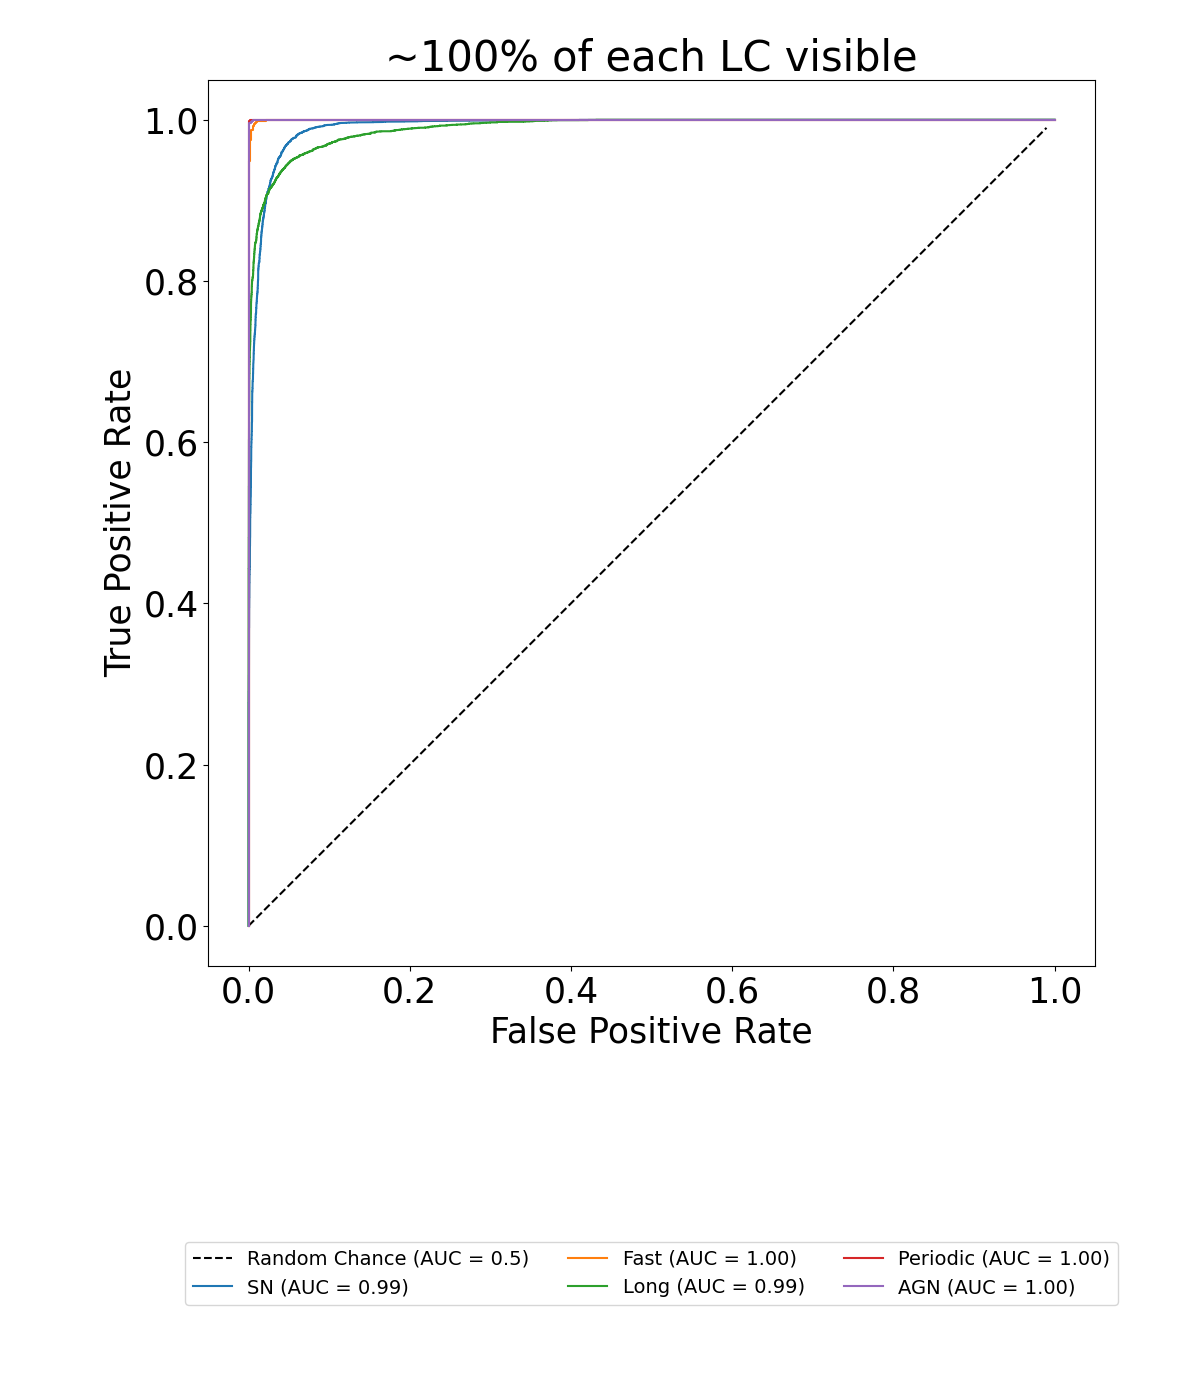 ~100% of each LC visible
True Positive Rate
1.0
0.8
0.6
0.4
0.2
0.0
0.0 0.2 0.4 0.6 0.8 1.0
False Positive Rate
Random Chance (AUC = 0.5) Fast (AUC = 1.00) Periodic (AUC = 1.00)
SN (AUC = 0.99) Long (AUC = 0.99) AGN (AUC = 1.00)